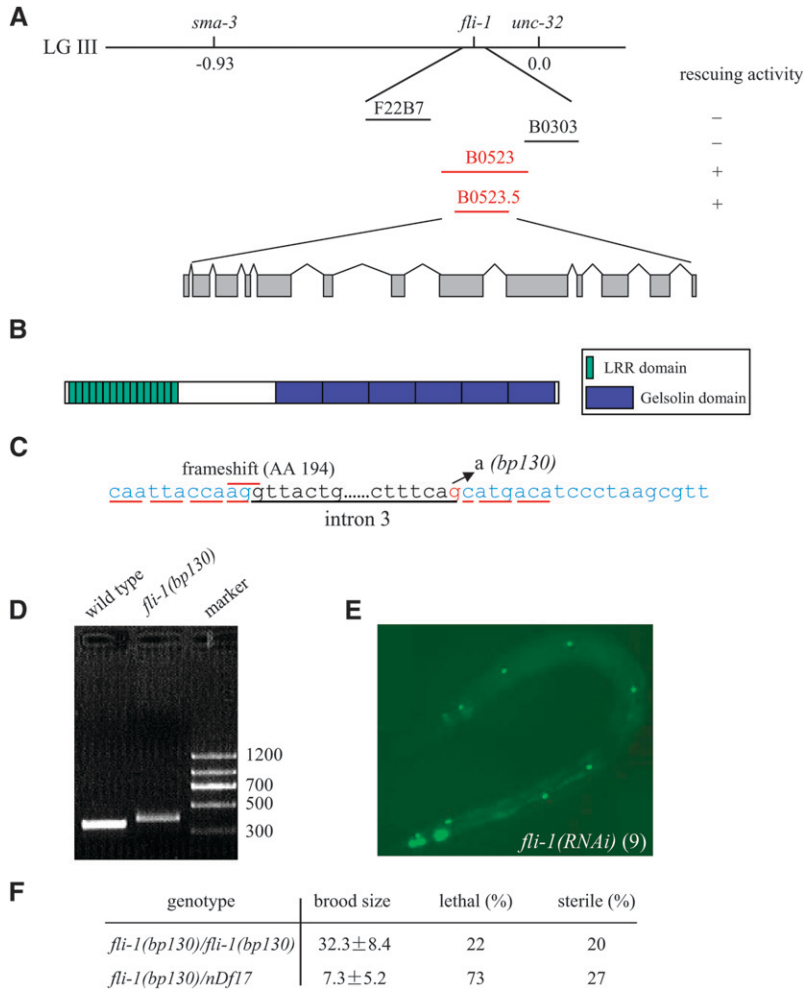 A
sma-3 fli-1 unc-32
LG III
-0.93 0.0
rescuing activity
F22B7 –
B0303 –
B0523 +
B0523.5 +
B
LRR domain
Gelsolin domain
C
frameshift (AA 194) a (bp130)
caattaccaaggttactg......ctttcagcatgacatccctaagcgtt
intron 3
D
wild type fli-1(bp130) marker
1200
700
500
300
E
fli-1(RNAi) (9)
F
genotype brood size lethal (%) sterile (%)
fli-1(bp130)/fli-1(bp130) 32.3±8.4 22 20
fli-1(bp130)/nDf17 7.3±5.2 73 27